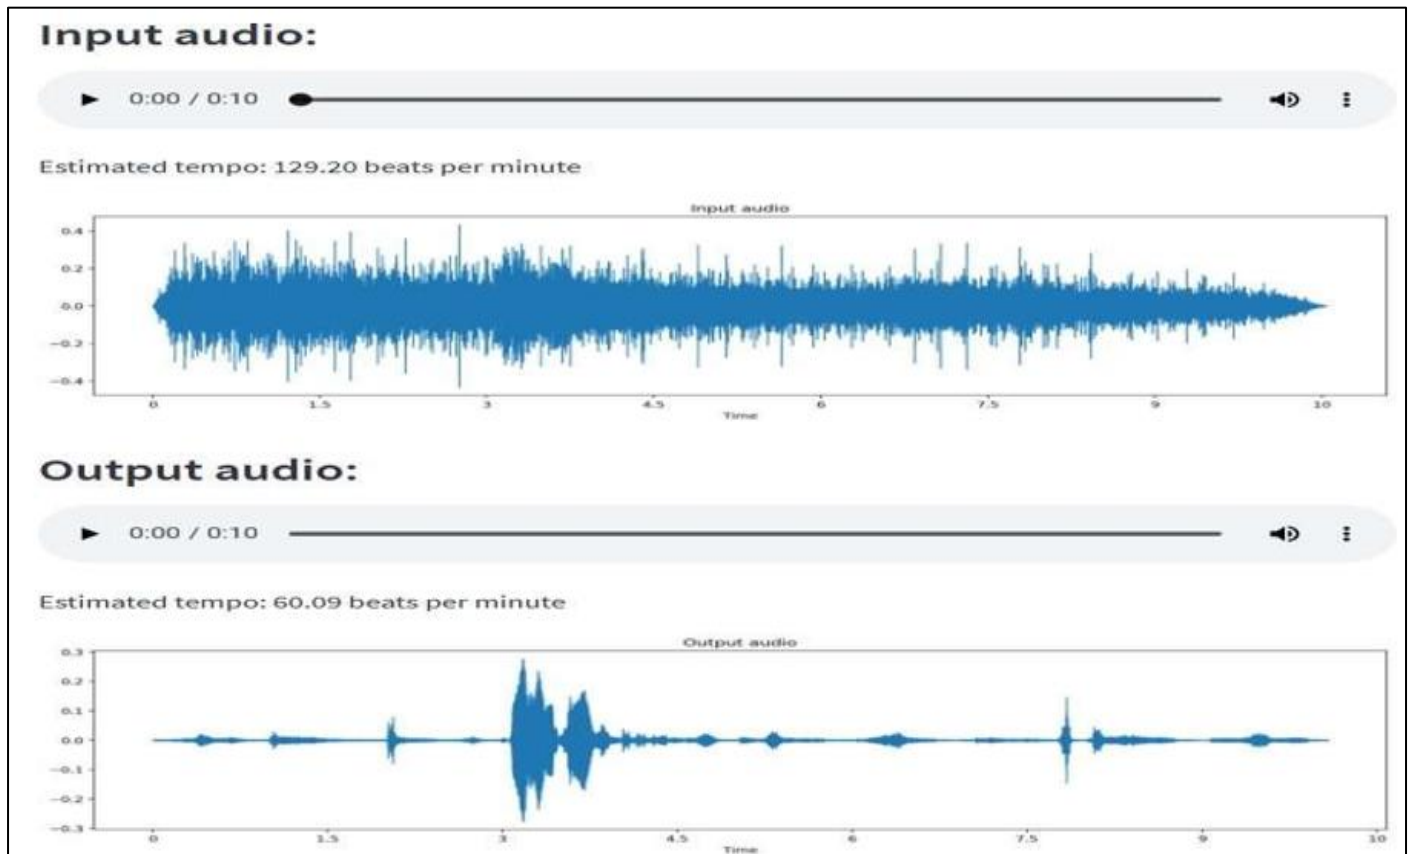 Input audio:
0:00 / 0:10
Estimated tempo: 129.20 beats per minute
Input audio
0.4
0.2
0.0
−0.2
−0.4
0 1.5 3 4.5 6 7.5 9 10
Time
Output audio:
0:00 / 0:10
Estimated tempo: 60.09 beats per minute
Output audio
0.3
0.2
0.1
0.0
−0.1
−0.2
−0.3
0 1.5 3 4.5 6 7.5 9 10
Time